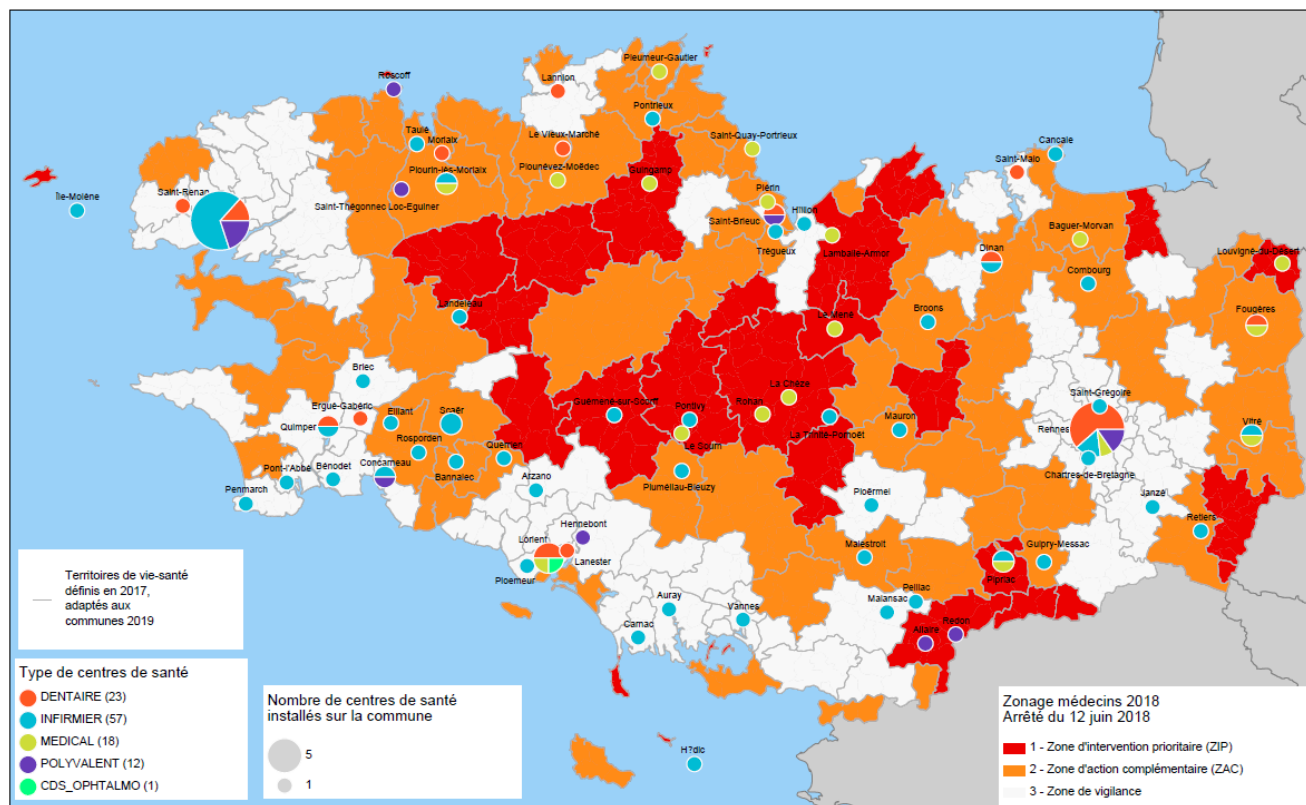 Pleumeur-Gautier
Roscoff
Lannion
Pontrieux
Taulé
Morlaix
Le Vieux-Marché
Saint-Quay-Portrieux
Cancale
Saint-Malo
Plourin-lès-Morlaix
Plounévez-Moëdec
Guingamp
Île-Molène
Saint-Renan
Saint-Thégonnec Loc-Eguiner
Plérin
Saint-Brieuc
Hillion
Trégueux
Lamballe-Armor
Dinan
Baguer-Morvan
Louvigné-du-Désert
Combourg
Landeleau
Le Mené
Broons
Fougères
Briec
Ergué-Gabéric
Elliant
Scaër
Guémené-sur-Scorff
Pontivy
Rohan
La Chèze
Saint-Grégoire
Quimper
Rosporden
Querrien
Le Sourn
La Trinité-Porhoët
Mauron
Rennes
Vitré
Pont-l'Abbé
Bénodet
Concarneau
Bannalec
Arzano
Pluméliau-Bieuzy
Chartres-de-Bretagne
Penmarch
Ploërmel
Janzé
Hennebont
Retiers
Lorient
Lanester
Ploemeur
Malestroit
Guipry-Messac
Pipriac
Peillac
Malansac
Auray
Vannes
Carnac
Allaire
Redon
H?dic
Territoires de vie-santé
définis en 2017,
adaptés aux
communes 2019
Type de centres de santé
DENTAIRE (23)
INFIRMIER (57)
MEDICAL (18)
POLYVALENT (12)
CDS_OPHTALMO (1)
Nombre de centres de santé
installés sur la commune
5
1
Zonage médecins 2018
Arrêté du 12 juin 2018
1 - Zone d'intervention prioritaire (ZIP)
2 - Zone d'action complémentaire (ZAC)
3 - Zone de vigilance